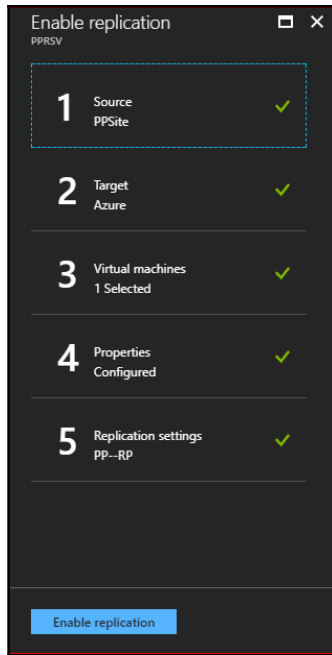 Enable replication
PPRSV
1
Source
PPSite
2
Target
Azure
3
Virtual machines
1 Selected
4
Properties
Configured
5
Replication settings
PP--RP
Enable replication